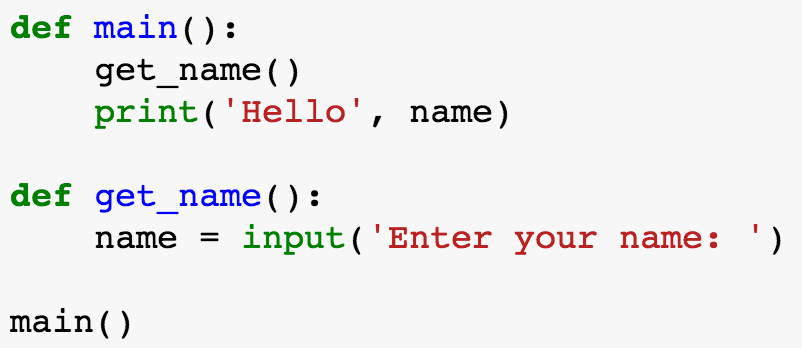 def main():
    get_name()
    print('Hello', name)

def get_name():
    name = input('Enter your name: ')

main()